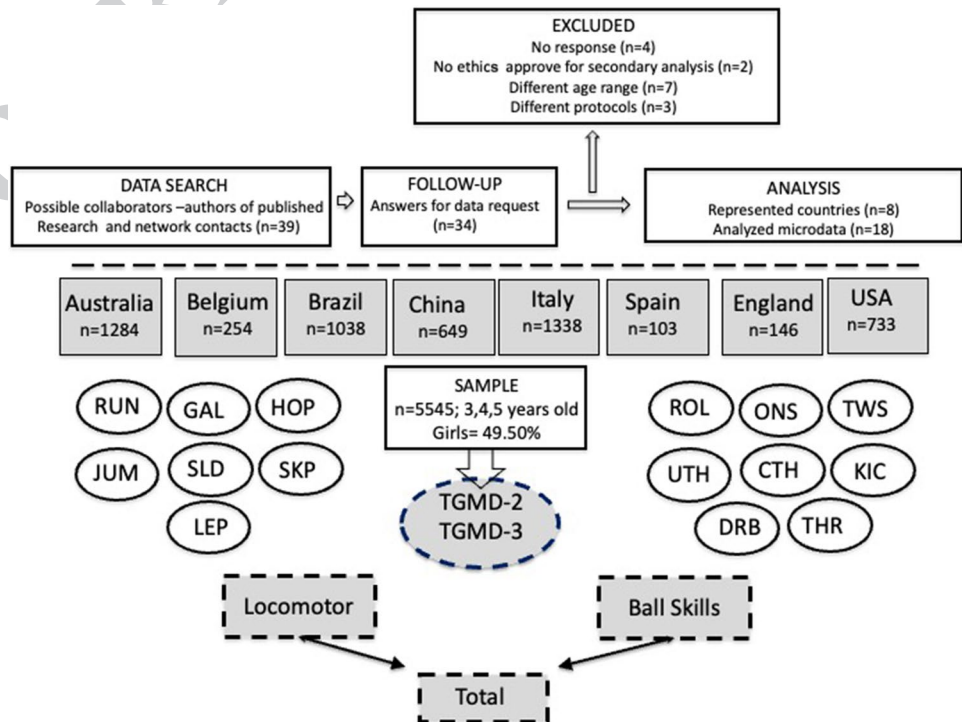 EXCLUDED
No response (n=4)
No ethics approve for secondary analysis (n=2)
Different age range (n=7)
Different protocols (n=3)
DATA SEARCH
Possible collaborators –authors of published
Research and network contacts (n=39)
FOLLOW-UP
Answers for data request
(n=34)
ANALYSIS
Represented countries (n=8)
Analyzed microdata (n=18)
Australia
n=1284
Belgium
n=254
Brazil
n=1038
China
n=649
Italy
n=1338
Spain
n=103
England
n=146
USA
n=733
RUN
GAL
HOP
JUM
SLD
SKP
LEP
SAMPLE
n=5545; 3,4,5 years old
Girls= 49.50%
TGMD-2
TGMD-3
ROL
ONS
TWS
UTH
CTH
KIC
DRB
THR
Locomotor
Ball Skills
Total